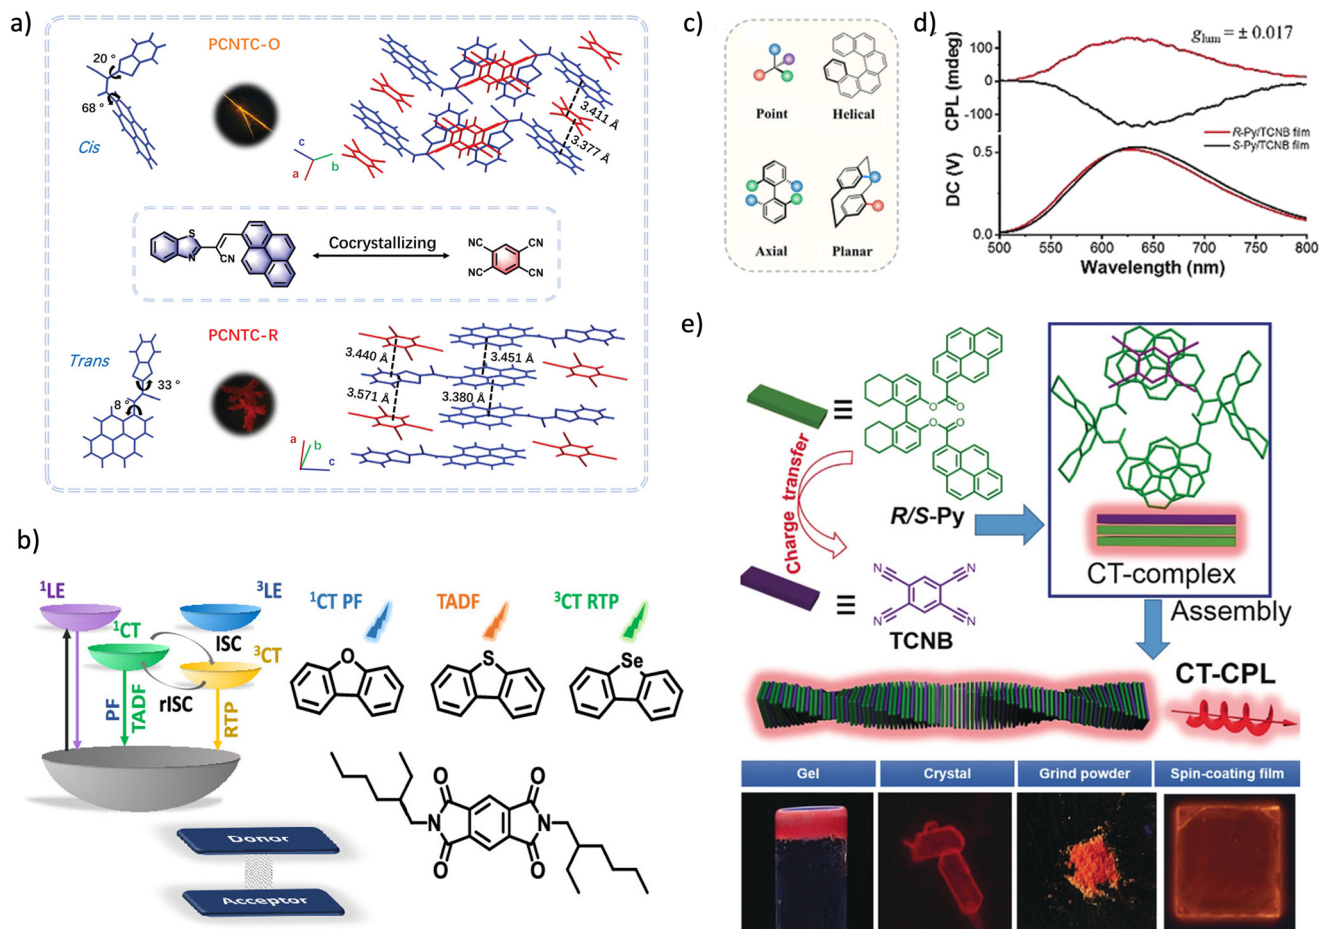 a)
PCNTC-O
20 °
68 °
Cis
c
b
a
3.411 Å
3.377 Å
S
N
CN
Cocrystallizing
CN
CN
CN
CN
PCNTC-R
Trans
33 °
8 °
a
b
c
3.440 Å
3.451 Å
3.571 Å
3.380 Å
b)
¹LE
³LE
¹CT
ISC
³CT
rISC
PF
TADF
RTP
Donor
Acceptor
¹CT PF
TADF
³CT RTP
O
S
Se
O
O
N
N
O
O
c)
Point
Helical
Axial
Planar
d)
g_lum = ± 0.017
CPL (mdeg)
100
0
-100
R-Py/TCNB film
S-Py/TCNB film
DC (V)
0.5
0.0
500 550 600 650 700 750 800
Wavelength (nm)
e)
≡
O
O
O
O
Charge transfer
R/S-Py
≡
N
N
N
N
TCNB
CT-complex
Assembly
CT-CPL
Gel
Crystal
Grind powder
Spin-coating film